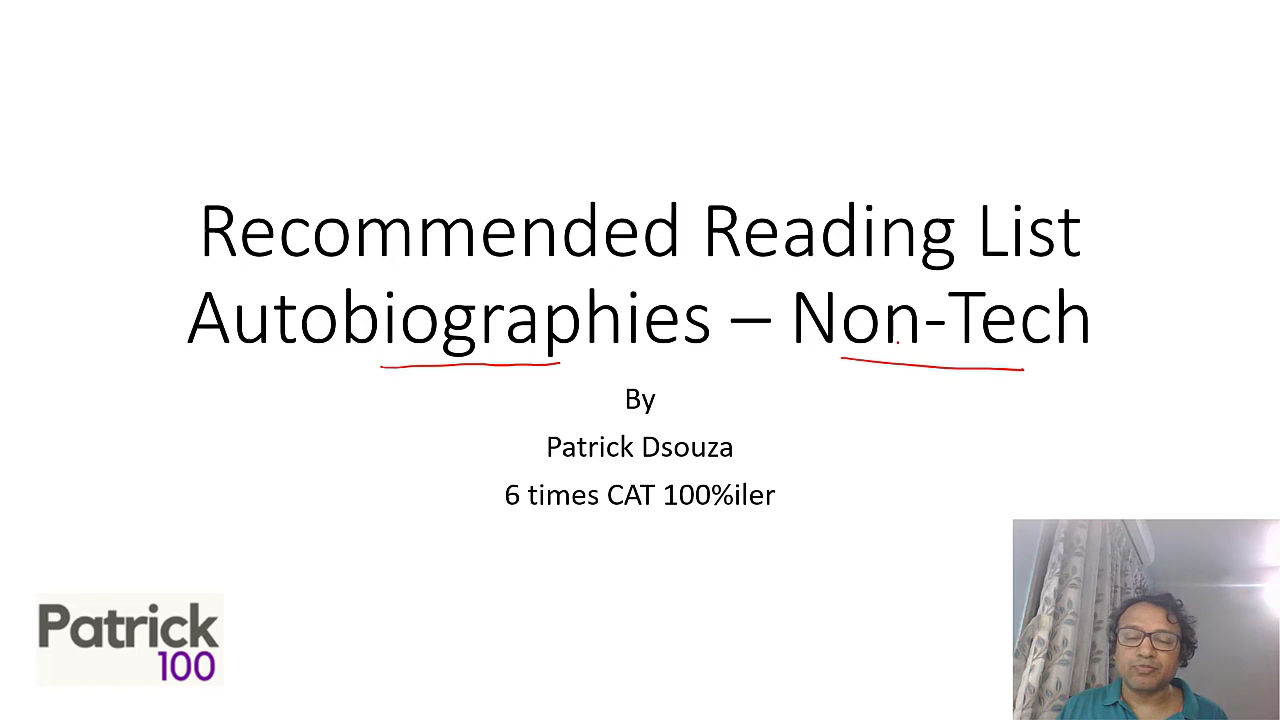 Recommended Reading List
Autobiographies – Non-Tech
By
Patrick Dsouza
6 times CAT 100%iler
Patrick
100